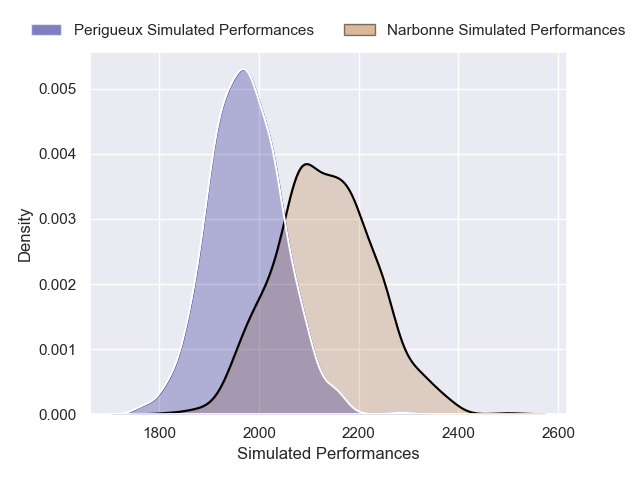 Perigueux Simulated Performances
Narbonne Simulated Performances
0.005
0.004
0.003
0.002
0.001
0.000
Density
1800 2000 2200 2400 2600
Simulated Performances